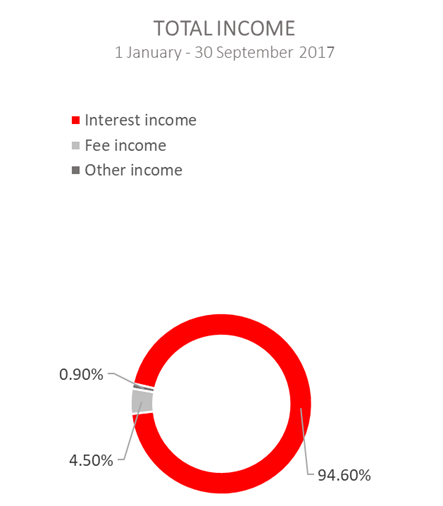 TOTAL INCOME
1 January - 30 September 2017
Interest income
Fee income
Other income
0.90%
4.50%
94.60%